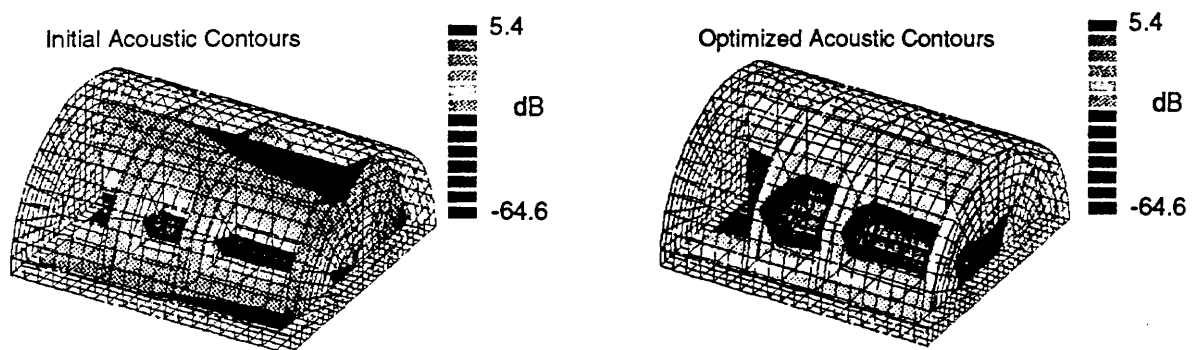 Initial Acoustic Contours
5.4
dB
-64.6
Optimized Acoustic Contours
5.4
dB
-64.6